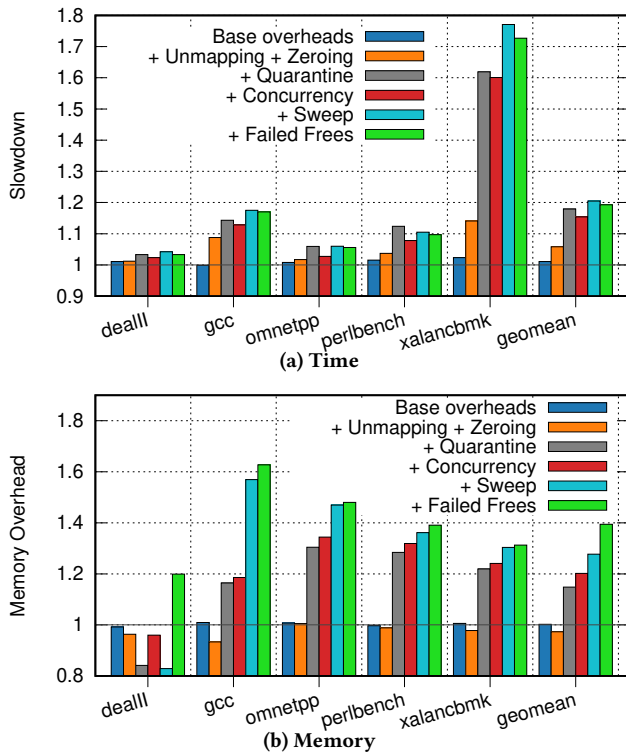 1.8
1.7
1.6
1.5
1.4
1.3
1.2
1.1
1
0.9
Slowdown
Base overheads
+ Unmapping + Zeroing
+ Quarantine
+ Concurrency
+ Sweep
+ Failed Frees
dealII
gcc
omnetpp
perlbench
xalancbmk
geomean
(a) Time
1.8
1.6
1.4
1.2
1
0.8
Memory Overhead
Base overheads
+ Unmapping + Zeroing
+ Quarantine
+ Concurrency
+ Sweep
+ Failed Frees
dealII
gcc
omnetpp
perlbench
xalancbmk
geomean
(b) Memory